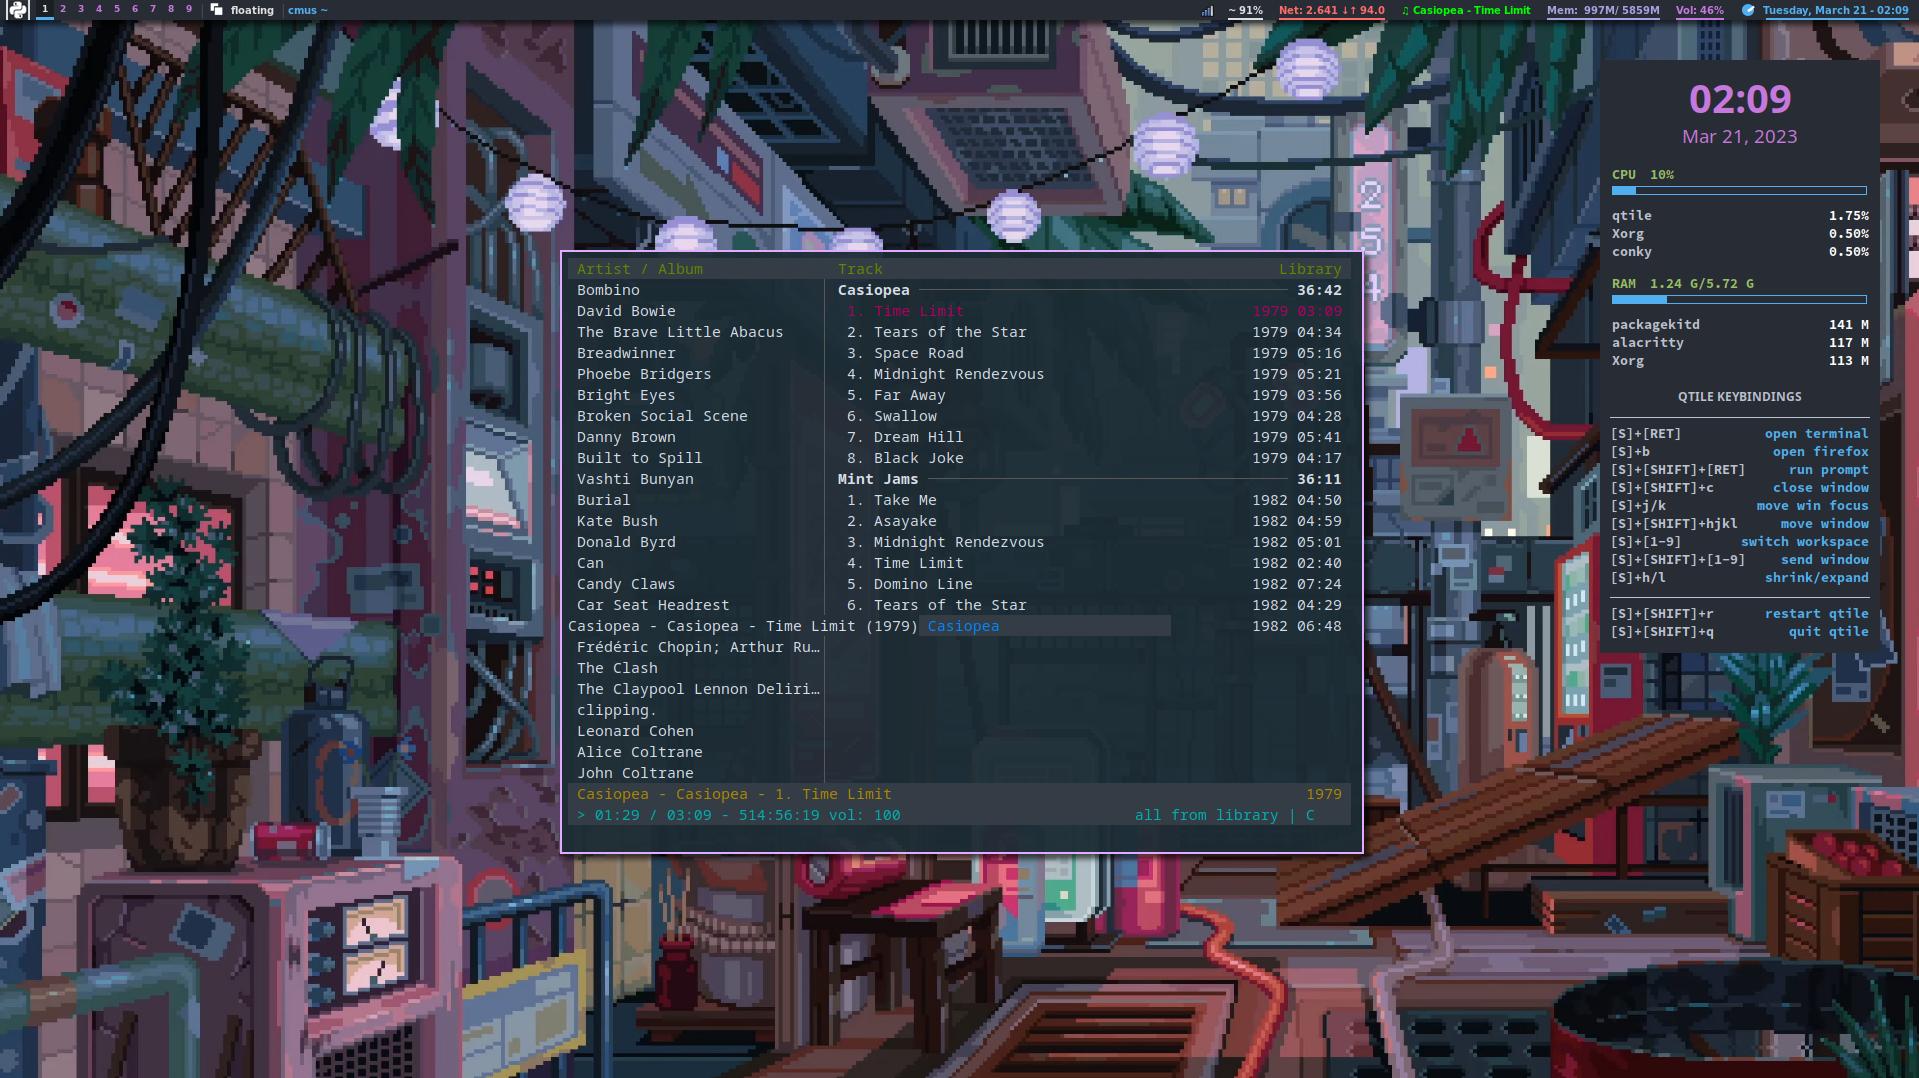 1 2 3 4 5 6 7 8 9 floating cmus ~ ~ 91% Net: 2.641 ↓↑ 94.0 ♫ Casiopea - Time Limit Mem: 997M/ 5859M Vol: 46% Tuesday, March 21 - 02:09
Artist / Album Track Library
Bombino Casiopea 36:42
David Bowie 1. Time Limit 1979 03:09
The Brave Little Abacus 2. Tears of the Star 1979 04:34
Breadwinner 3. Space Road 1979 05:16
Phoebe Bridgers 4. Midnight Rendezvous 1979 05:21
Bright Eyes 5. Far Away 1979 03:56
Broken Social Scene 6. Swallow 1979 04:28
Danny Brown 7. Dream Hill 1979 05:41
Built to Spill 8. Black Joke 1979 04:17
Vashti Bunyan Mint Jams 36:11
Burial 1. Take Me 1982 04:50
Kate Bush 2. Asayake 1982 04:59
Donald Byrd 3. Midnight Rendezvous 1982 05:01
Can 4. Time Limit 1982 02:40
Candy Claws 5. Domino Line 1982 07:24
Car Seat Headrest 6. Tears of the Star 1982 04:29
Casiopea - Casiopea - Time Limit (1979) Casiopea 1982 06:48
Frédéric Chopin; Arthur Ru…
The Clash
The Claypool Lennon Deliri…
clipping.
Leonard Cohen
Alice Coltrane
John Coltrane
Casiopea - Casiopea - 1. Time Limit 1979
> 01:29 / 03:09 - 514:56:19 vol: 100 all from library | C
02:09
Mar 21, 2023
CPU 10%
qtile 1.75%
Xorg 0.50%
conky 0.50%
RAM 1.24 G/5.72 G
packagekitd 141 M
alacritty 117 M
Xorg 113 M
QTILE KEYBINDINGS
[S]+[RET] open terminal
[S]+b open firefox
[S]+[SHIFT]+[RET] run prompt
[S]+[SHIFT]+c close window
[S]+j/k move win focus
[S]+[SHIFT]+hjkl move window
[S]+[1-9] switch workspace
[S]+[SHIFT]+[1-9] send window
[S]+h/l shrink/expand
[S]+[SHIFT]+r restart qtile
[S]+[SHIFT]+q quit qtile
2
5
4